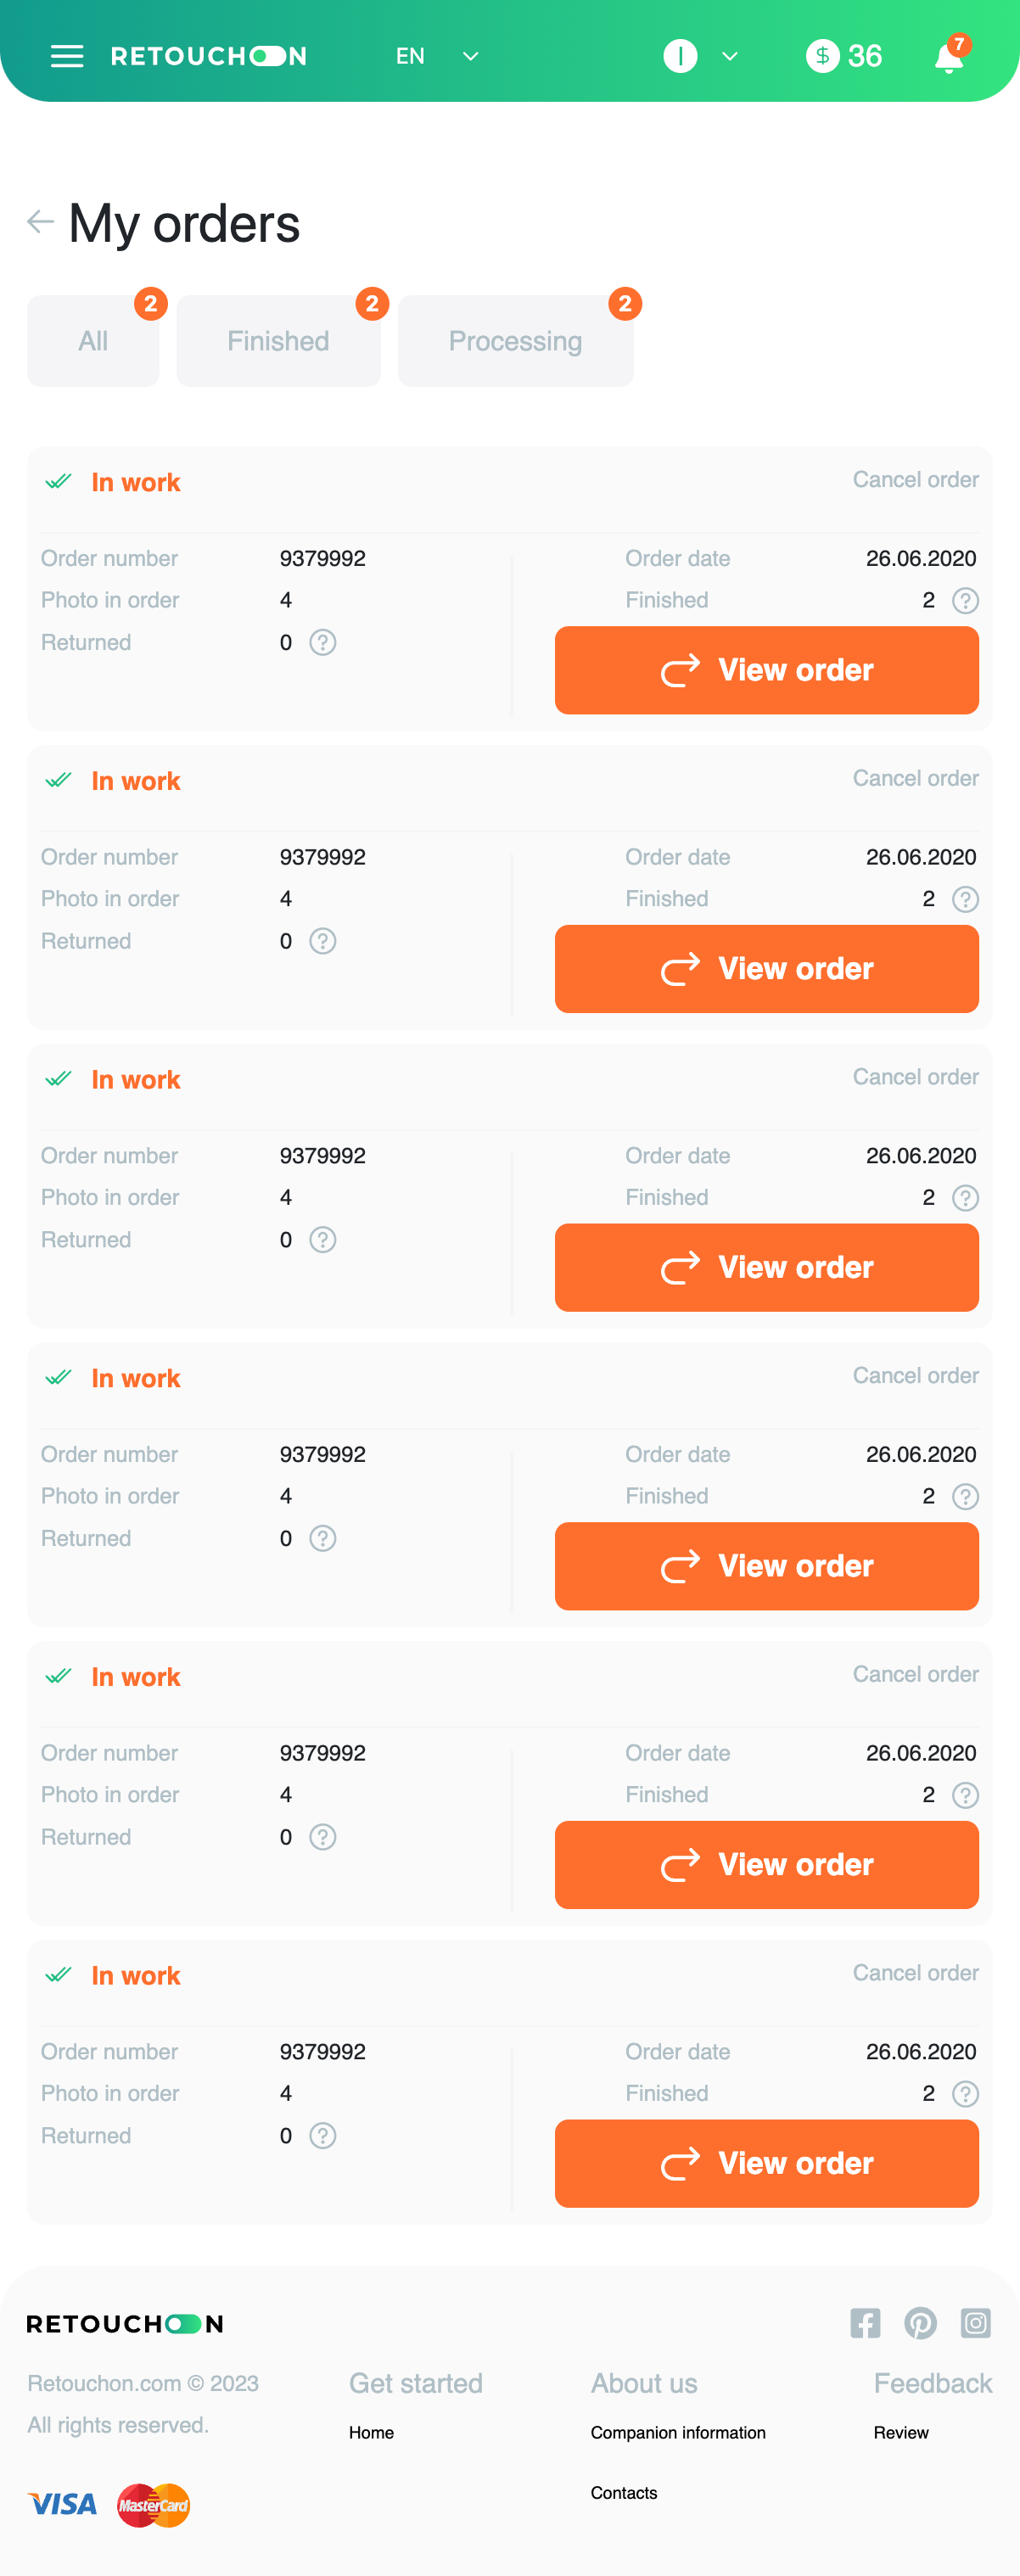 RETOUCHON EN I $ 36 7
My orders
All 2 Finished 2 Processing 2
In work Cancel order
Order number 9379992 Order date 26.06.2020
Photo in order 4 Finished 2 ?
Returned 0 ?
View order
In work Cancel order
Order number 9379992 Order date 26.06.2020
Photo in order 4 Finished 2 ?
Returned 0 ?
View order
In work Cancel order
Order number 9379992 Order date 26.06.2020
Photo in order 4 Finished 2 ?
Returned 0 ?
View order
In work Cancel order
Order number 9379992 Order date 26.06.2020
Photo in order 4 Finished 2 ?
Returned 0 ?
View order
In work Cancel order
Order number 9379992 Order date 26.06.2020
Photo in order 4 Finished 2 ?
Returned 0 ?
View order
In work Cancel order
Order number 9379992 Order date 26.06.2020
Photo in order 4 Finished 2 ?
Returned 0 ?
View order
RETOUCHON
Retouchon.com © 2023
All rights reserved.
VISA MasterCard
Get started
Home
About us
Companion information
Contacts
Feedback
Review